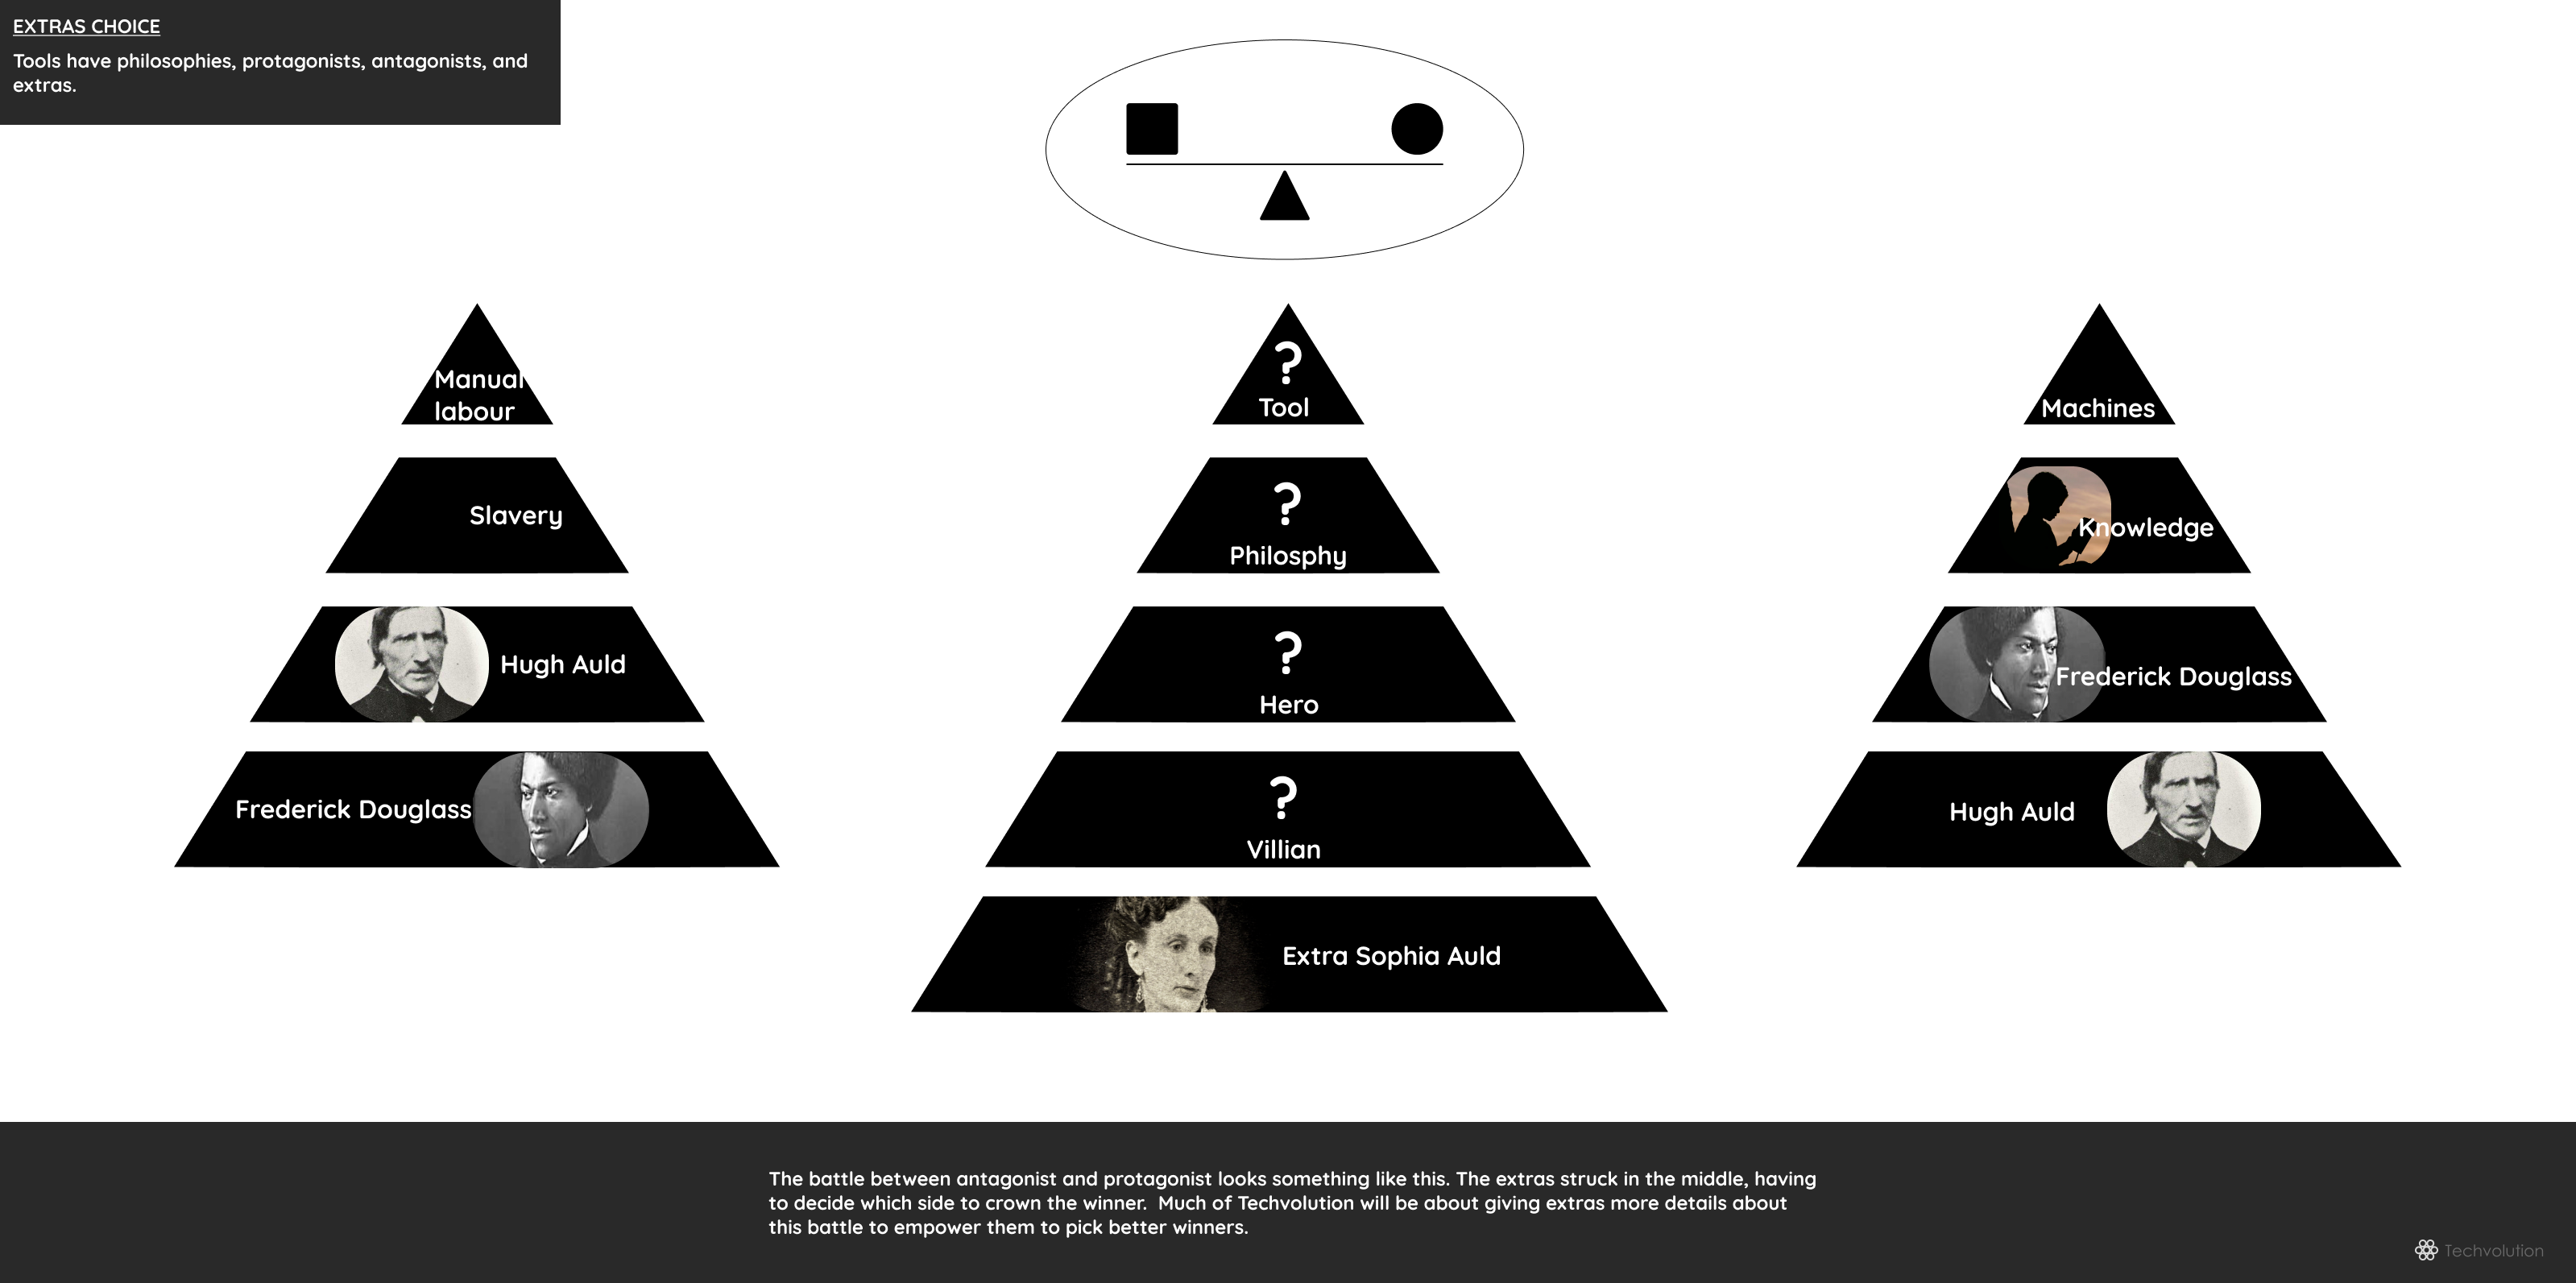 EXTRAS CHOICE
Tools have philosophies, protagonists, antagonists, and
extras.
Manual
labour
Slavery
Hugh Auld
Frederick Douglass
?
Tool
?
Philosphy
?
Hero
?
Villian
Extra Sophia Auld
Machines
Knowledge
Frederick Douglass
Hugh Auld
The battle between antagonist and protagonist looks something like this. The extras struck in the middle, having
to decide which side to crown the winner.  Much of Techvolution will be about giving extras more details about
this battle to empower them to pick better winners.
Techvolution